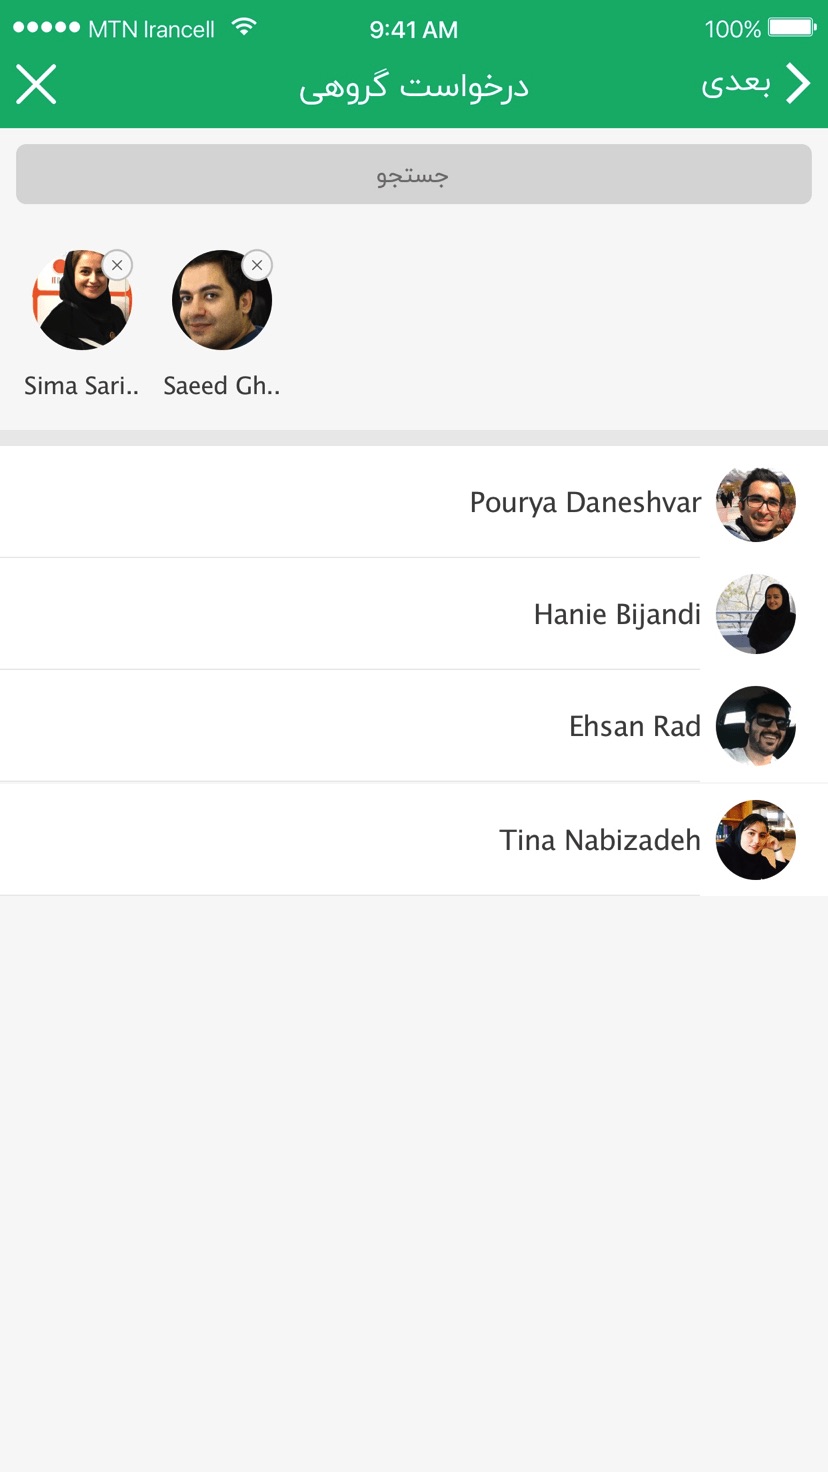 MTN Irancell 9:41 AM 100%
درخواست گروهی بعدی
جستجو
Sima Sari.. Saeed Gh..
Pourya Daneshvar
Hanie Bijandi
Ehsan Rad
Tina Nabizadeh